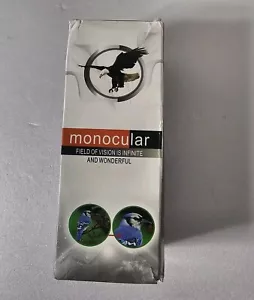 monocular
FIELD OF VISION IS INFINITE
AND WONDERFUL